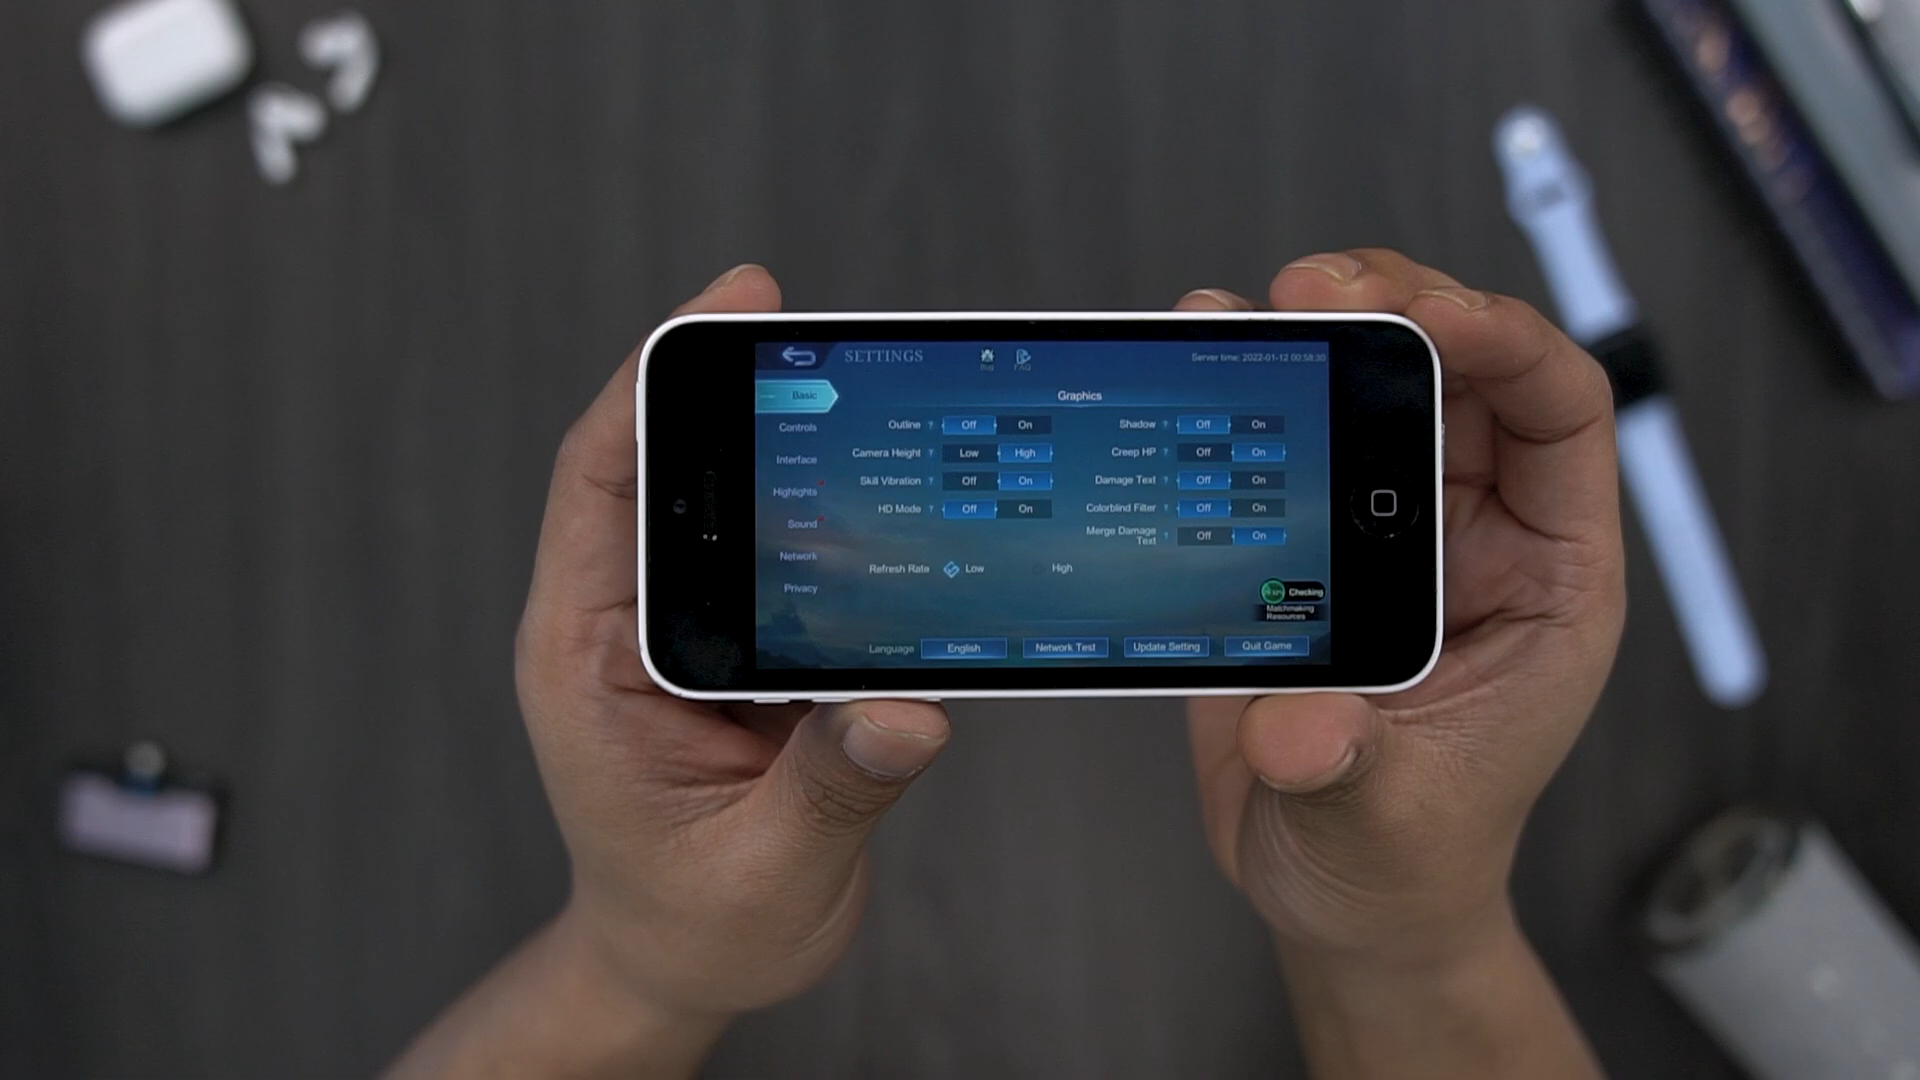 SETTINGS
Bug
FAQ
Server time: 2022-01-12 00:58:30
Basic
Controls
Interface
Highlights
Sound
Network
Privacy
Graphics
Outline ? Off On
Shadow ? Off On
Camera Height ? Low High
Creep HP ? Off On
Skill Vibration ? Off On
Damage Text ? Off On
HD Mode ? Off On
Colorblind Filter ? Off On
Merge Damage
Text ? Off On
Refresh Rate Low High
Checking
Matchmaking
Resources
Language English Network Test Update Setting Quit Game